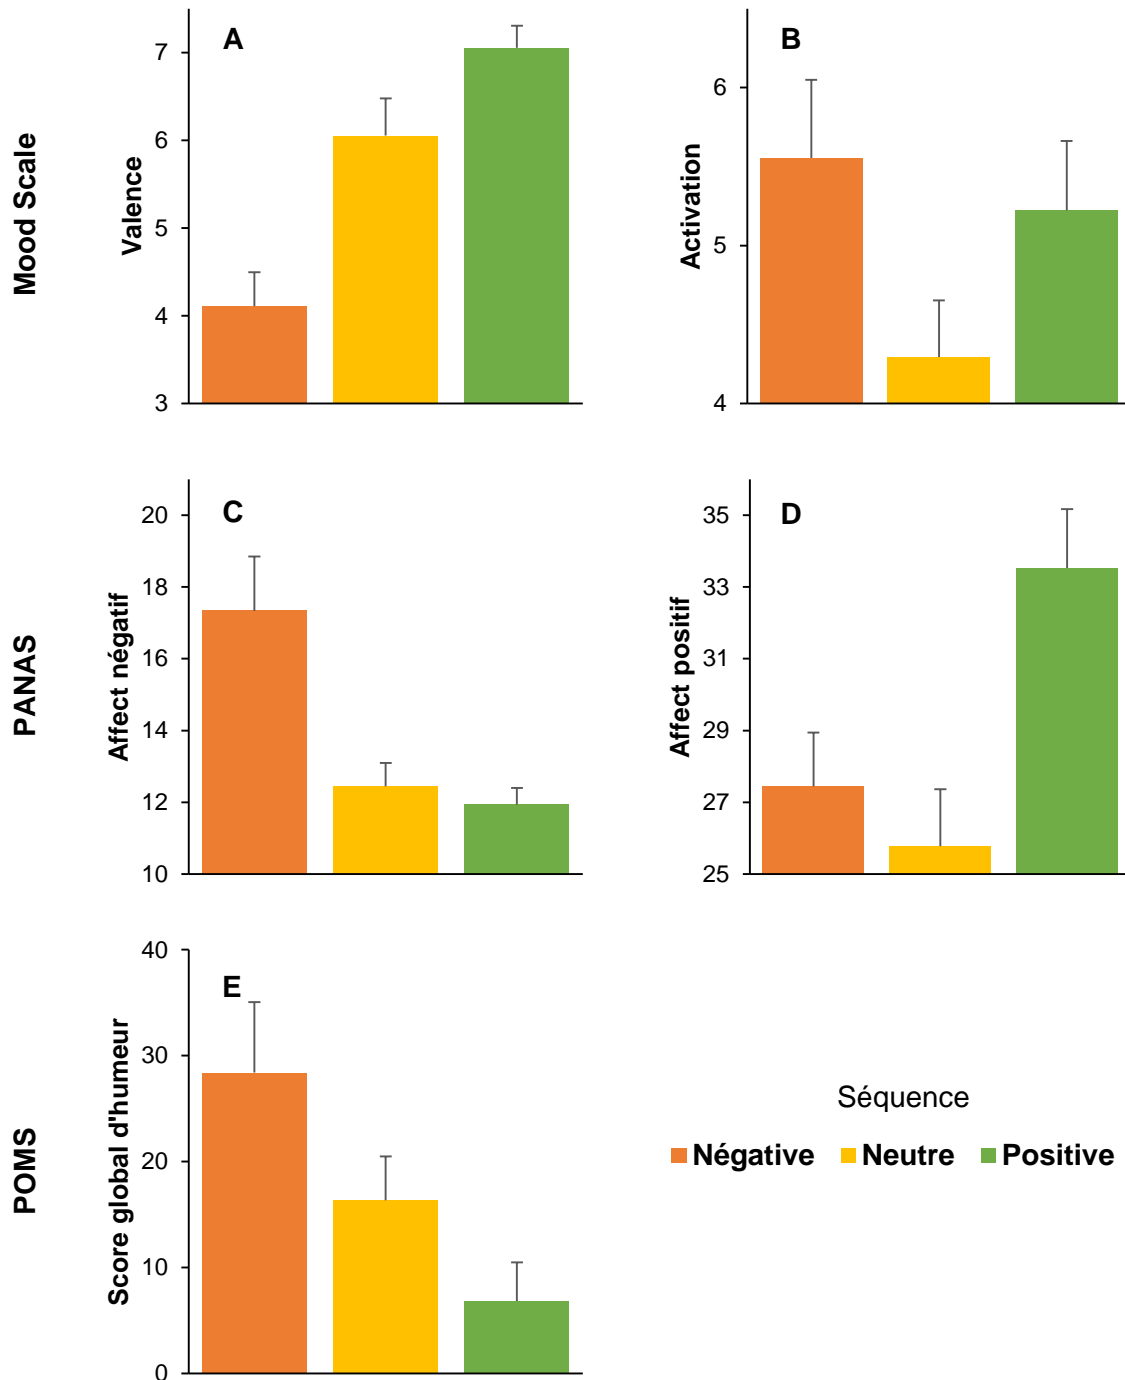 Mood Scale
A
Valence
7
6
5
4
3
B
Activation
6
5
4
PANAS
C
Affect négatif
20
18
16
14
12
10
D
Affect positif
35
33
31
29
27
25
POMS
E
Score global d'humeur
40
30
20
10
0
Séquence
Négative Neutre Positive